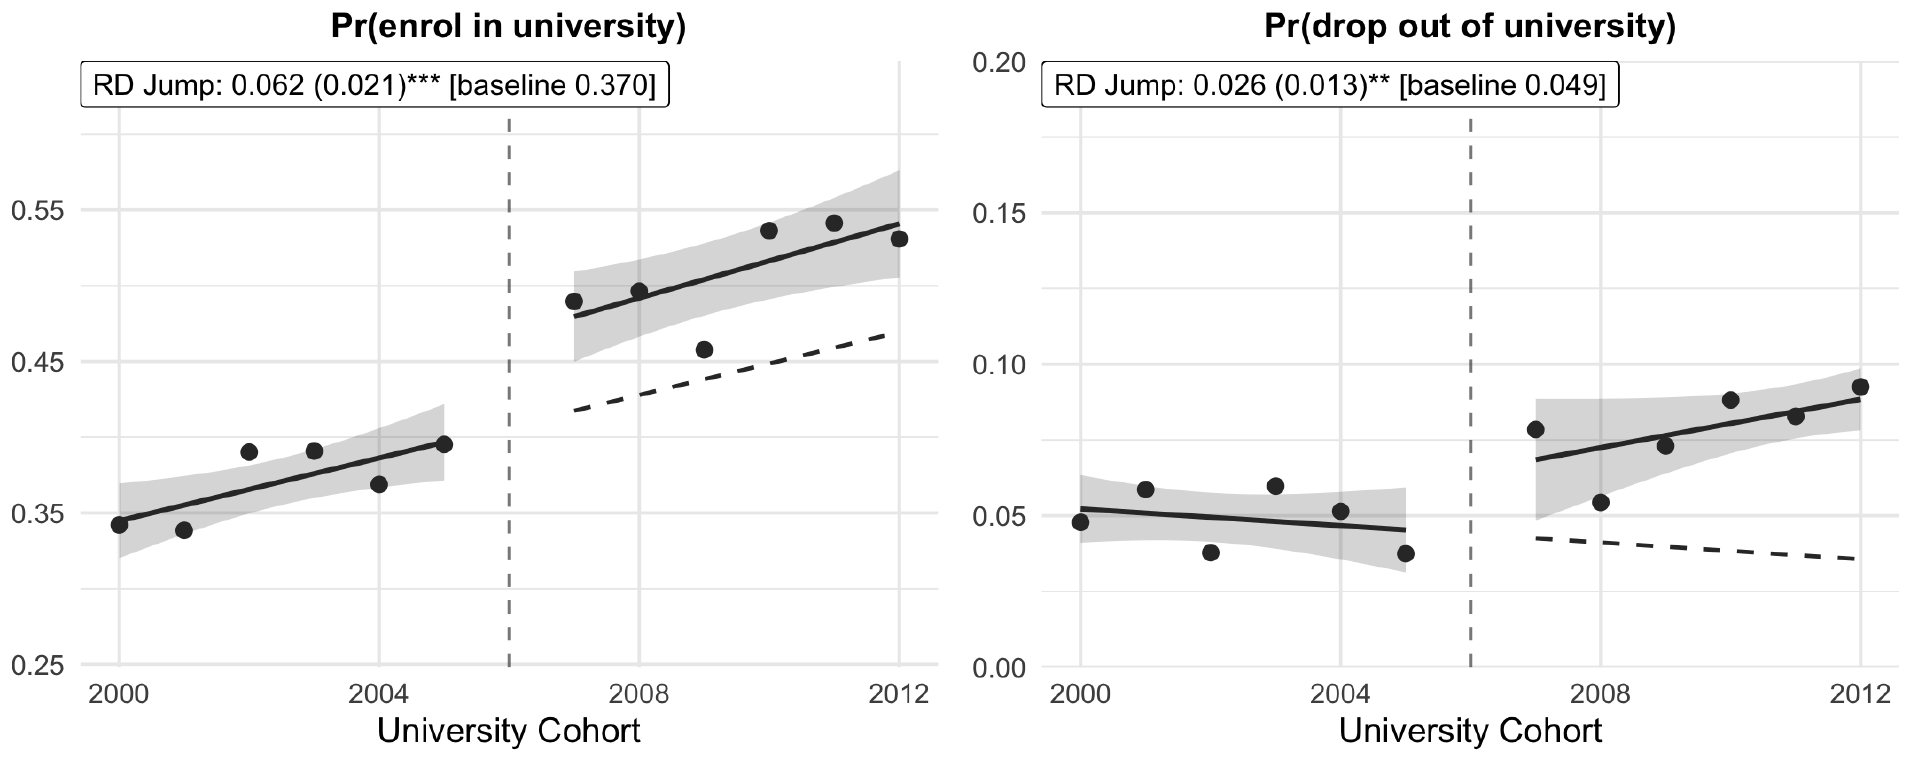 Pr(enrol in university)
RD Jump: 0.062 (0.021)*** [baseline 0.370]
0.55
0.45
0.35
0.25
2000
2004
2008
2012
University Cohort
Pr(drop out of university)
0.20
RD Jump: 0.026 (0.013)** [baseline 0.049]
0.15
0.10
0.05
0.00
2000
2004
2008
2012
University Cohort